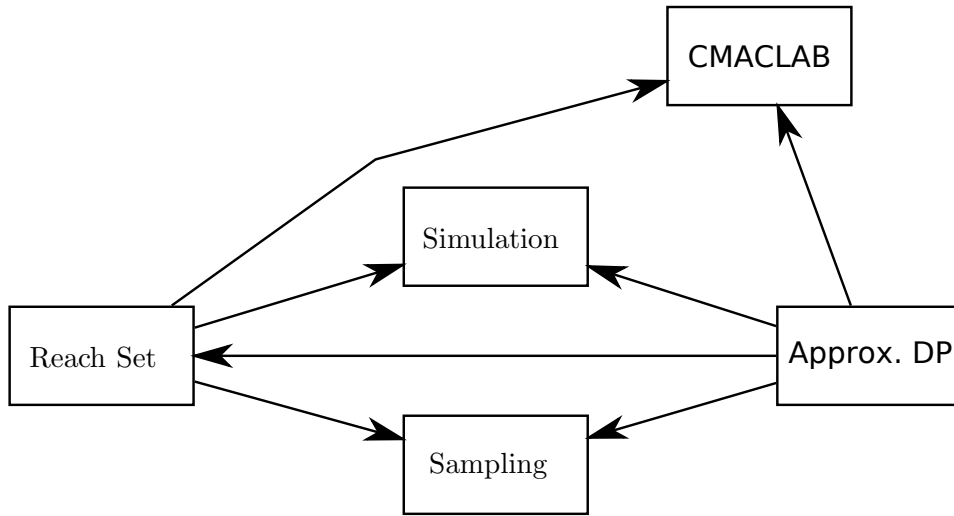 CMACLAB
Simulation
Reach Set
Approx. DP
Sampling